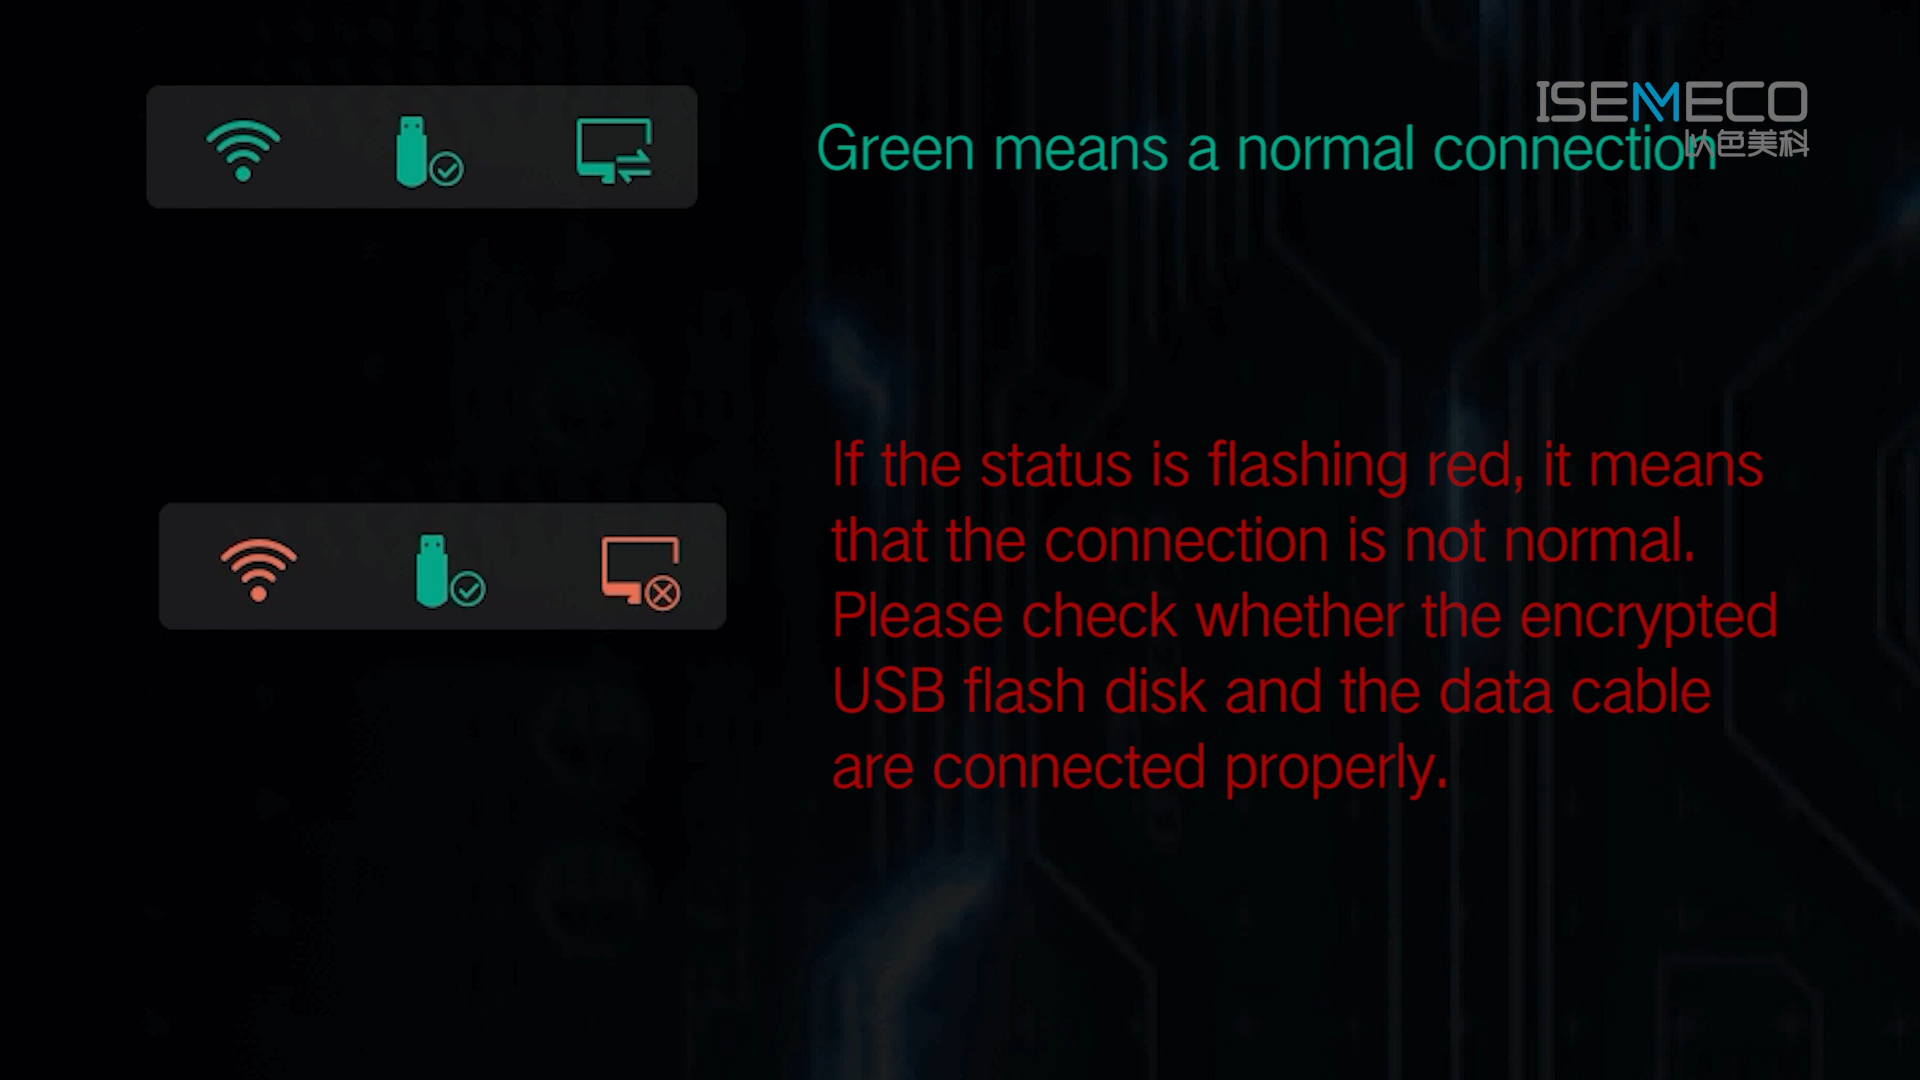 ISEMECO
以色美科
Green means a normal connection
If the status is flashing red, it means
that the connection is not normal.
Please check whether the encrypted
USB flash disk and the data cable
are connected properly.